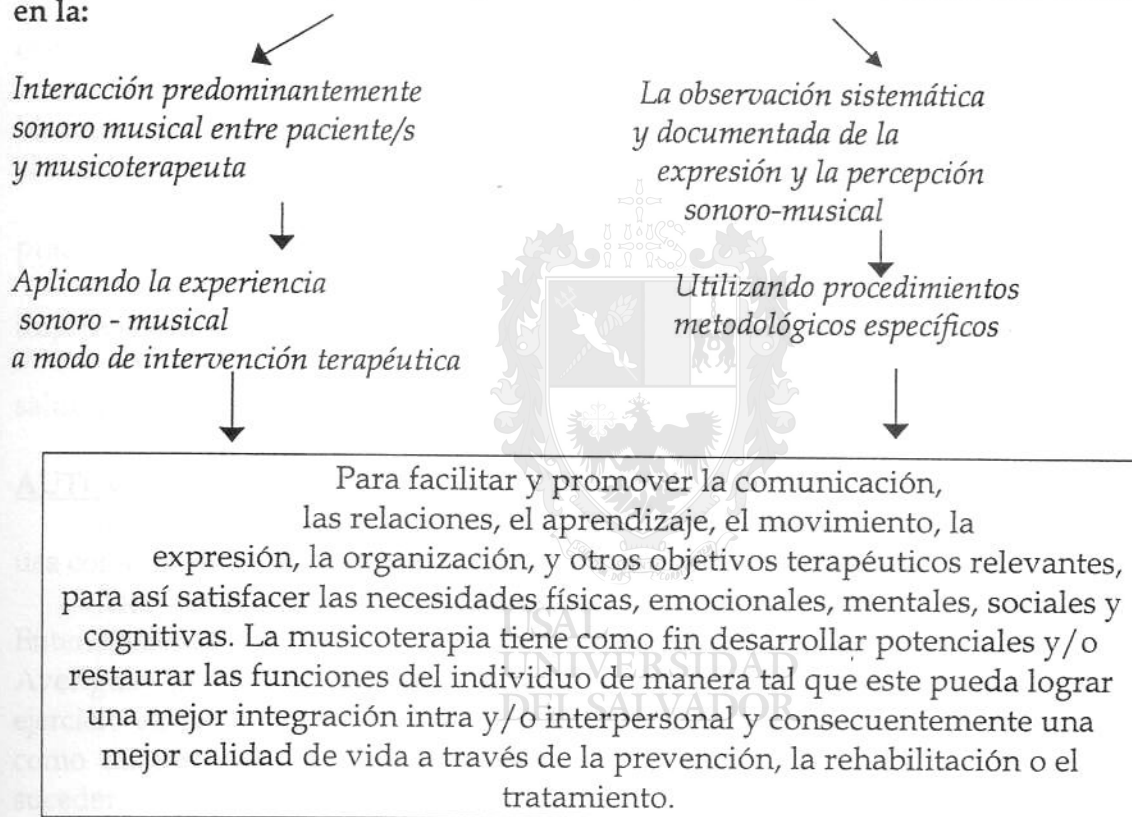 en la:
Interacción predominantemente
sonoro musical entre paciente/s
y musicoterapeuta
La observación sistemática
y documentada de la
expresión y la percepción
sonoro-musical
Aplicando la experiencia
sonoro - musical
a modo de intervención terapéutica
Utilizando procedimientos
metodológicos específicos
Para facilitar y promover la comunicación,
las relaciones, el aprendizaje, el movimiento, la
expresión, la organización, y otros objetivos terapéuticos relevantes,
para así satisfacer las necesidades físicas, emocionales, mentales, sociales y
cognitivas. La musicoterapia tiene como fin desarrollar potenciales y/o
restaurar las funciones del individuo de manera tal que este pueda lograr
una mejor integración intra y/o interpersonal y consecuentemente una
mejor calidad de vida a través de la prevención, la rehabilitación o el
tratamiento.
IHS
USAL
UNIVERSIDAD
DEL SALVADOR